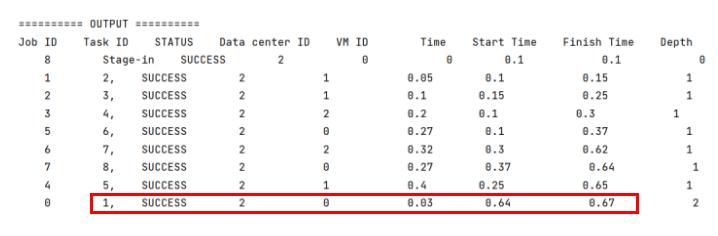 ========== OUTPUT ==========
Job ID Task ID STATUS Data center ID VM ID Time Start Time Finish Time Depth
8 Stage-in SUCCESS 2 0 0 0.1 0.1 0
1 2, SUCCESS 2 1 0.05 0.1 0.15 1
2 3, SUCCESS 2 1 0.1 0.15 0.25 1
3 4, SUCCESS 2 2 0.2 0.1 0.3 1
5 6, SUCCESS 2 0 0.27 0.1 0.37 1
6 7, SUCCESS 2 2 0.32 0.3 0.62 1
7 8, SUCCESS 2 0 0.27 0.37 0.64 1
4 5, SUCCESS 2 1 0.4 0.25 0.65 1
0 1, SUCCESS 2 0 0.03 0.64 0.67 2